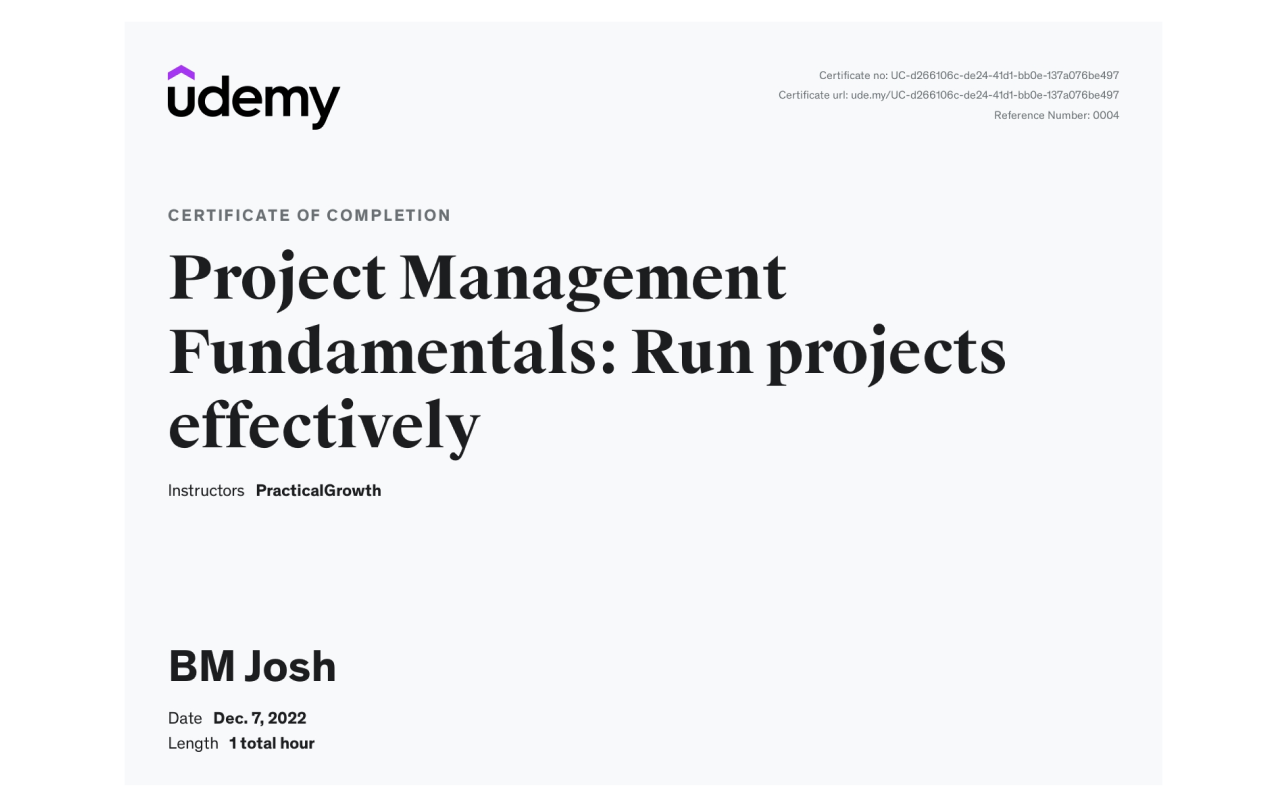 udemy
Certificate no: UC-d266106c-de24-41d1-bb0e-137a076be497
Certificate url: ude.my/UC-d266106c-de24-41d1-bb0e-137a076be497
Reference Number: 0004
CERTIFICATE OF COMPLETION
Project Management
Fundamentals: Run projects
effectively
Instructors PracticalGrowth
BM Josh
Date Dec. 7, 2022
Length 1 total hour